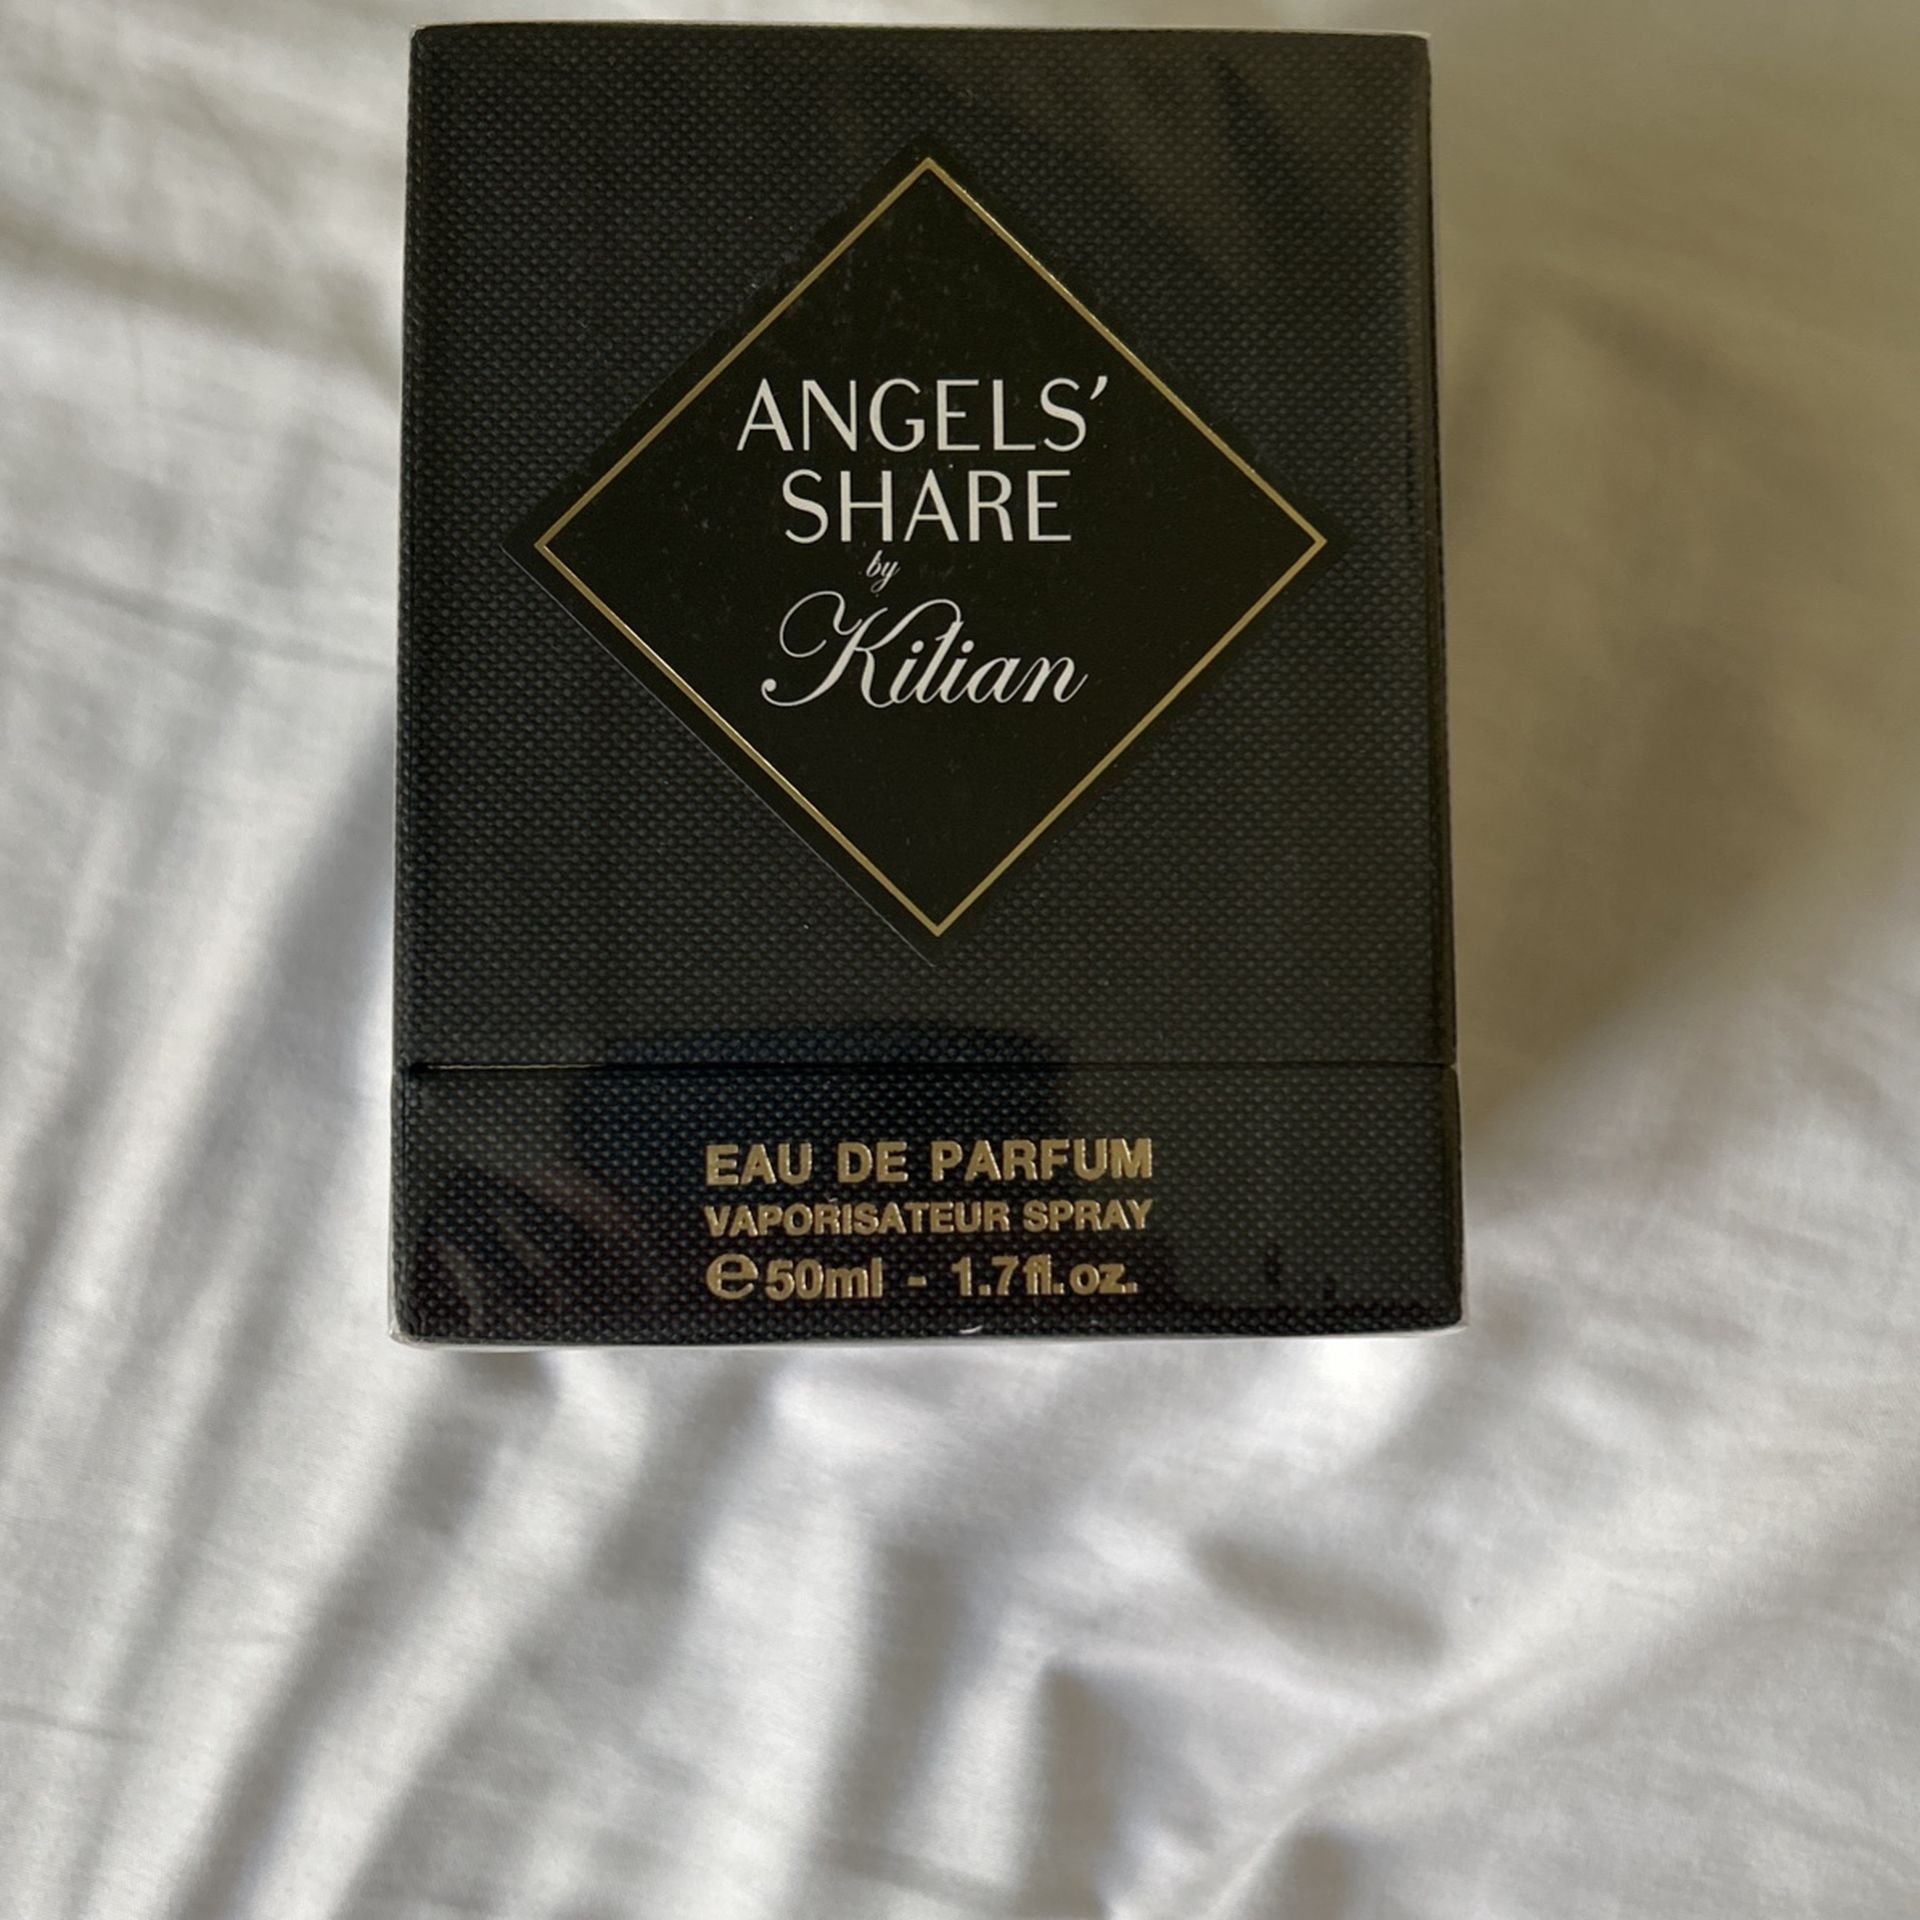 ANGELS’
SHARE
by
Kilian
EAU DE PARFUM
VAPORISATEUR SPRAY
℮50ml - 1.7fl.oz.